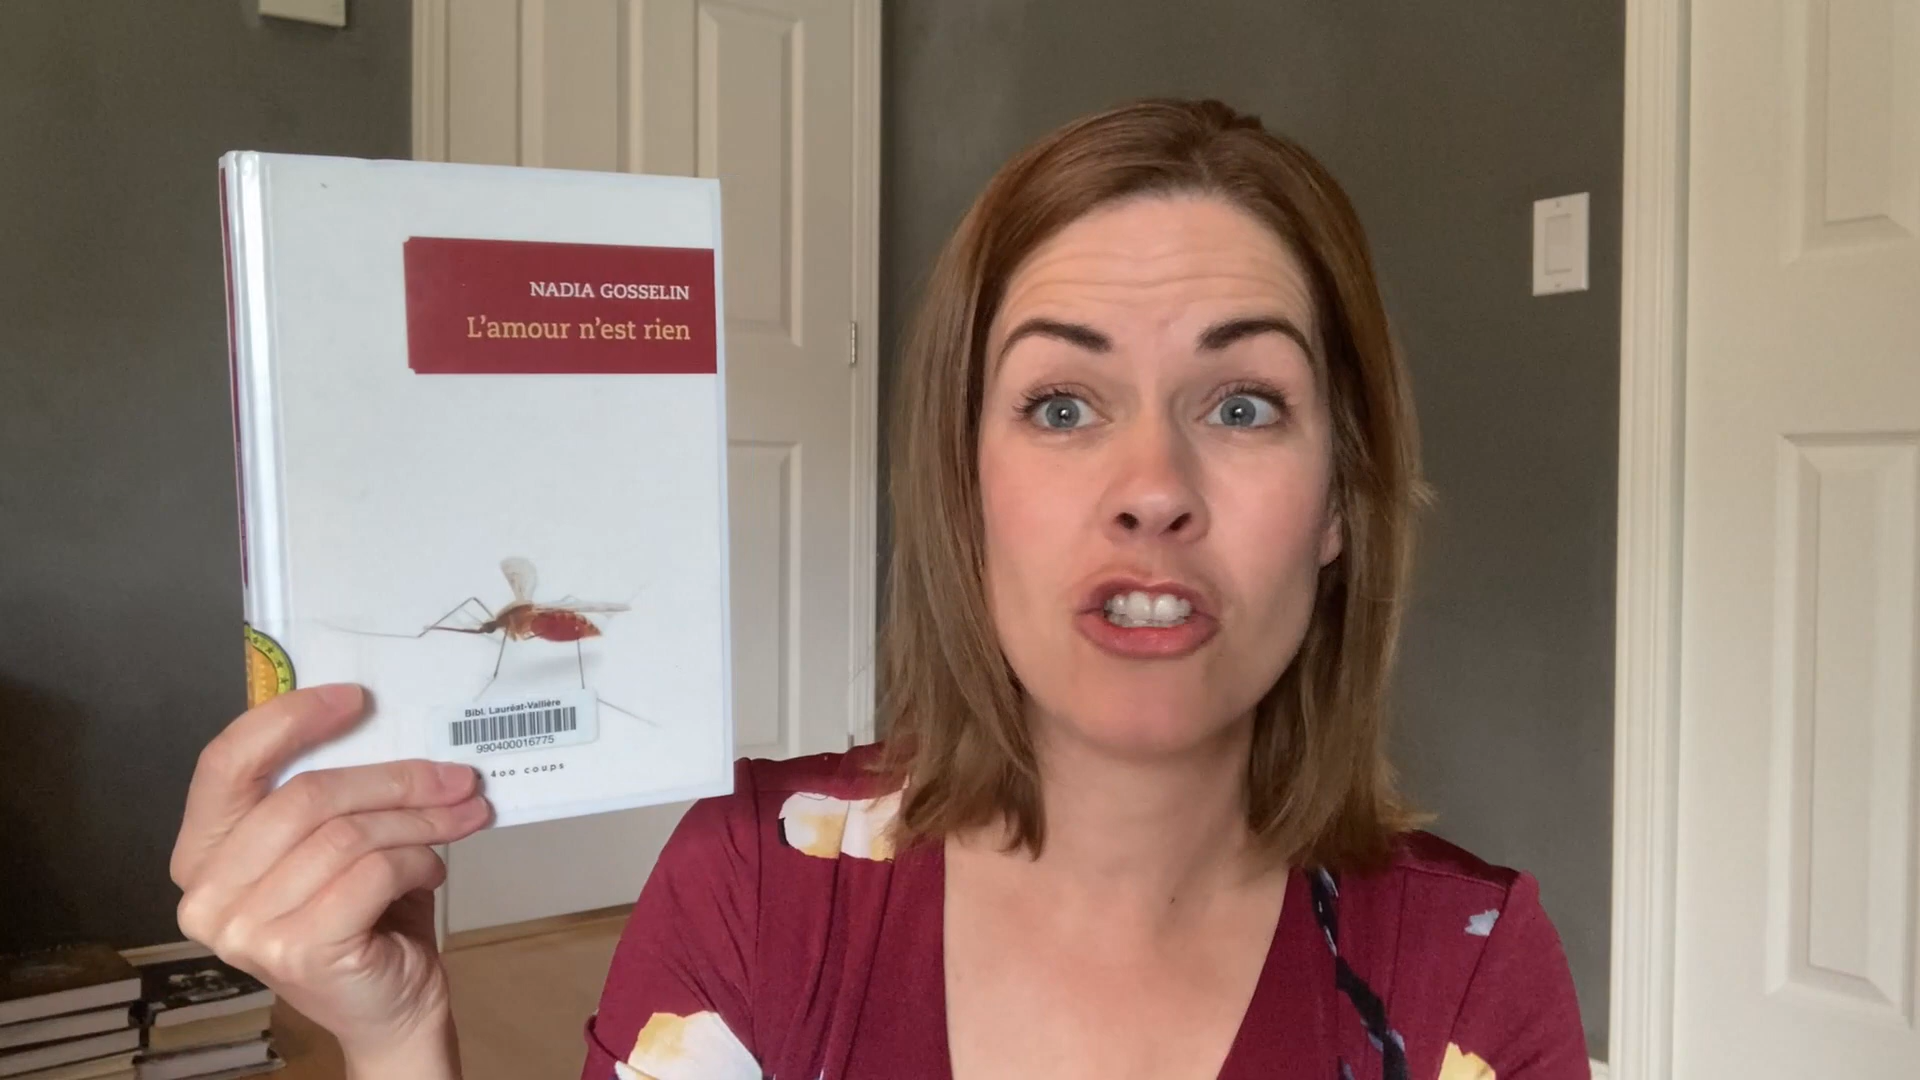 NADIA GOSSELIN
L'amour n'est rien
Bibl. Lauréat-Vallière
990400016775
400 coups